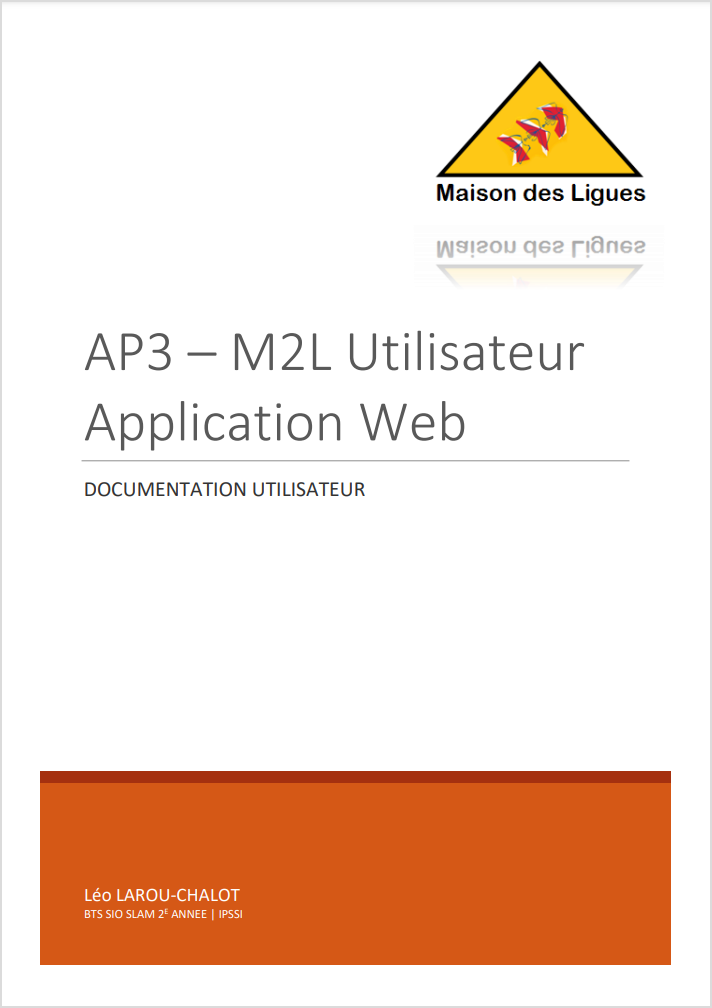 Maison des Ligues
Maison des Ligues
AP3 – M2L Utilisateur
Application Web
DOCUMENTATION UTILISATEUR
Léo LAROU-CHALOT
BTS SIO SLAM 2E ANNEE | IPSSI